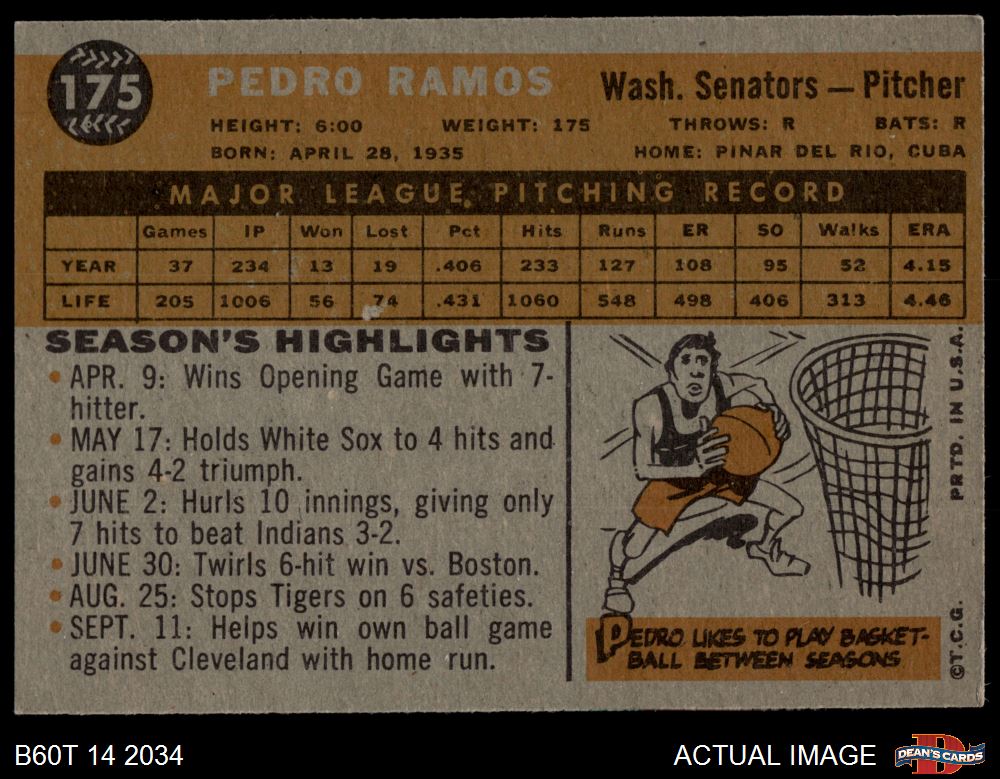 175
PEDRO RAMOS
Wash. Senators — Pitcher
HEIGHT: 6:00 WEIGHT: 175 THROWS: R BATS: R
BORN: APRIL 28, 1935 HOME: PINAR DEL RIO, CUBA
MAJOR LEAGUE PITCHING RECORD
Games IP Won Lost Pct Hits Runs ER SO Walks ERA
YEAR 37 234 13 19 .406 233 127 108 95 52 4.15
LIFE 205 1006 56 74 .431 1060 548 498 406 313 4.46
SEASON'S HIGHLIGHTS
• APR. 9: Wins Opening Game with 7-
hitter.
• MAY 17: Holds White Sox to 4 hits and
gains 4-2 triumph.
• JUNE 2: Hurls 10 innings, giving only
7 hits to beat Indians 3-2.
• JUNE 30: Twirls 6-hit win vs. Boston.
• AUG. 25: Stops Tigers on 6 safeties.
• SEPT. 11: Helps win own ball game
against Cleveland with home run.
PEDRO LIKES TO PLAY BASKET-
BALL BETWEEN SEASONS
©T.C.G. PRTD. IN U.S.A.
B60T 14 2034
ACTUAL IMAGE
DEAN'S CARDS